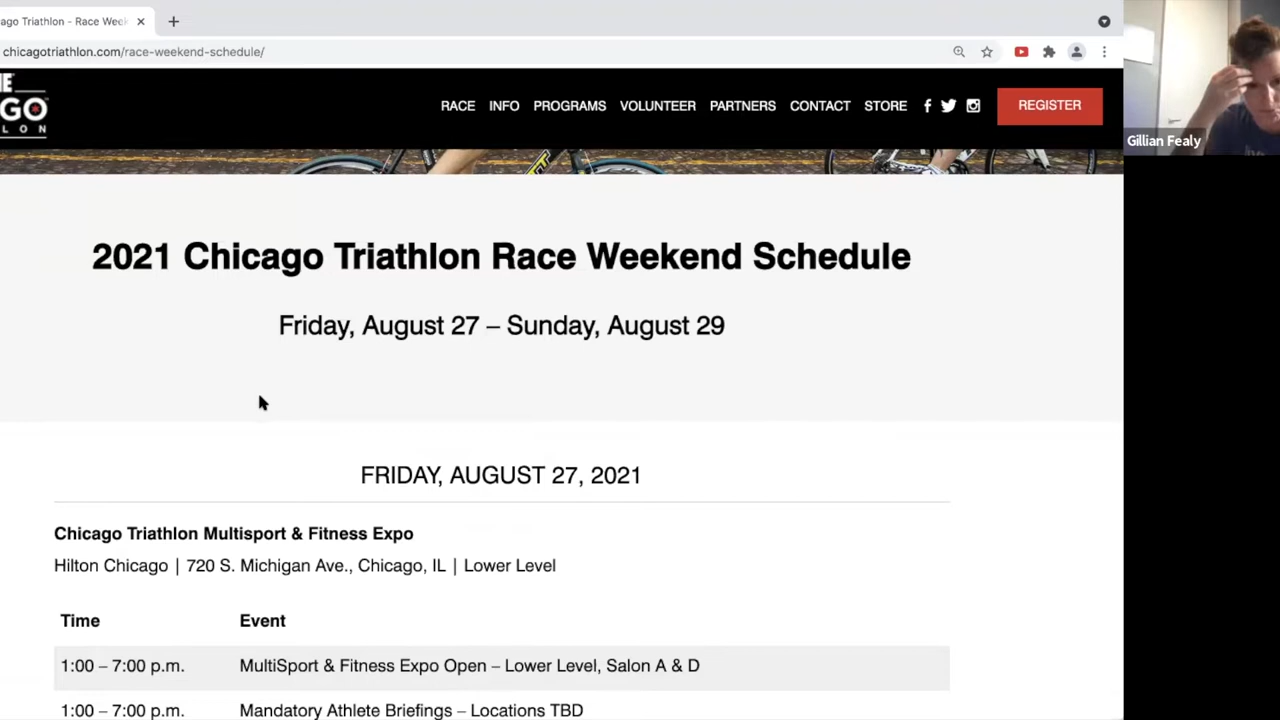 ago Triathlon - Race Week
chicagotriathlon.com/race-weekend-schedule/
GO
LON
RACE INFO PROGRAMS VOLUNTEER PARTNERS CONTACT STORE REGISTER
Gillian Fealy
2021 Chicago Triathlon Race Weekend Schedule
Friday, August 27 – Sunday, August 29
FRIDAY, AUGUST 27, 2021
Chicago Triathlon Multisport & Fitness Expo
Hilton Chicago | 720 S. Michigan Ave., Chicago, IL | Lower Level
Time Event
1:00 – 7:00 p.m. MultiSport & Fitness Expo Open – Lower Level, Salon A & D
1:00 – 7:00 p.m. Mandatory Athlete Briefings – Locations TBD